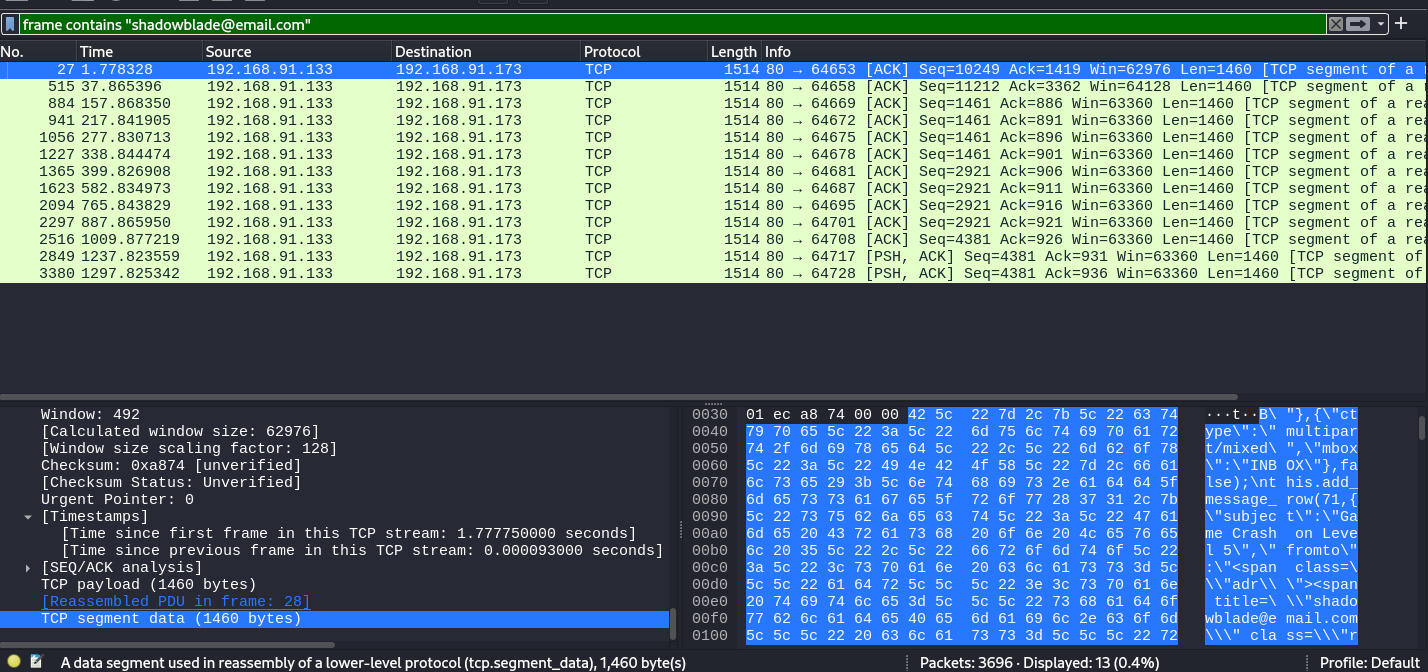 frame contains "shadowblade@email.com"
No. Time Source Destination Protocol Length Info
27 1.778328 192.168.91.133 192.168.91.173 TCP 1514 80 → 64653 [ACK] Seq=10249 Ack=1419 Win=62976 Len=1460 [TCP segment of a r
515 37.865396 192.168.91.133 192.168.91.173 TCP 1514 80 → 64658 [ACK] Seq=11212 Ack=3362 Win=64128 Len=1460 [TCP segment of a r
884 157.868350 192.168.91.133 192.168.91.173 TCP 1514 80 → 64669 [ACK] Seq=1461 Ack=886 Win=63360 Len=1460 [TCP segment of a rea
941 217.841905 192.168.91.133 192.168.91.173 TCP 1514 80 → 64672 [ACK] Seq=1461 Ack=891 Win=63360 Len=1460 [TCP segment of a rea
1056 277.830713 192.168.91.133 192.168.91.173 TCP 1514 80 → 64675 [ACK] Seq=1461 Ack=896 Win=63360 Len=1460 [TCP segment of a rea
1227 338.844474 192.168.91.133 192.168.91.173 TCP 1514 80 → 64678 [ACK] Seq=1461 Ack=901 Win=63360 Len=1460 [TCP segment of a rea
1365 399.826908 192.168.91.133 192.168.91.173 TCP 1514 80 → 64681 [ACK] Seq=2921 Ack=906 Win=63360 Len=1460 [TCP segment of a rea
1623 582.834973 192.168.91.133 192.168.91.173 TCP 1514 80 → 64687 [ACK] Seq=2921 Ack=911 Win=63360 Len=1460 [TCP segment of a rea
2094 765.843829 192.168.91.133 192.168.91.173 TCP 1514 80 → 64695 [ACK] Seq=2921 Ack=916 Win=63360 Len=1460 [TCP segment of a rea
2297 887.865950 192.168.91.133 192.168.91.173 TCP 1514 80 → 64701 [ACK] Seq=2921 Ack=921 Win=63360 Len=1460 [TCP segment of a rea
2516 1009.877219 192.168.91.133 192.168.91.173 TCP 1514 80 → 64708 [ACK] Seq=4381 Ack=926 Win=63360 Len=1460 [TCP segment of a rea
2849 1237.823559 192.168.91.133 192.168.91.173 TCP 1514 80 → 64717 [PSH, ACK] Seq=4381 Ack=931 Win=63360 Len=1460 [TCP segment of
3380 1297.825342 192.168.91.133 192.168.91.173 TCP 1514 80 → 64728 [PSH, ACK] Seq=4381 Ack=936 Win=63360 Len=1460 [TCP segment of
Window: 492
[Calculated window size: 62976]
[Window size scaling factor: 128]
Checksum: 0xa874 [unverified]
[Checksum Status: Unverified]
Urgent Pointer: 0
[Timestamps]
[Time since first frame in this TCP stream: 1.777750000 seconds]
[Time since previous frame in this TCP stream: 0.000093000 seconds]
[SEQ/ACK analysis]
TCP payload (1460 bytes)
[Reassembled PDU in frame: 28]
TCP segment data (1460 bytes)
0030 01 ec a8 74 00 00 42 5c 22 7d 2c 7b 5c 22 63 74 ···t··B\ "},{\"ct
0040 79 70 65 5c 22 3a 5c 22 6d 75 6c 74 69 70 61 72 ype\":\" multipar
0050 74 2f 6d 69 78 65 64 5c 22 2c 5c 22 6d 62 6f 78 t/mixed\ ",\"mbox
0060 5c 22 3a 5c 22 49 4e 42 4f 58 5c 22 7d 2c 66 61 \":\"INB OX\"},fa
0070 6c 73 65 29 3b 5c 6e 74 68 69 73 2e 61 64 64 5f lse);\nt his.add_
0080 6d 65 73 73 61 67 65 5f 72 6f 77 28 37 31 2c 7b message_ row(71,{
0090 5c 22 73 75 62 6a 65 63 74 5c 22 3a 5c 22 47 61 \"subjec t\":\"Ga
00a0 6d 65 20 43 72 61 73 68 20 6f 6e 20 4c 65 76 65 me Crash on Leve
00b0 6c 20 35 5c 22 2c 5c 22 66 72 6f 6d 74 6f 5c 22 l 5\",\" fromto\"
00c0 3a 5c 22 3c 73 70 61 6e 20 63 6c 61 73 73 3d 5c :\"<span class=\
00d0 5c 5c 22 61 64 72 5c 5c 5c 22 3e 3c 73 70 61 6e \\"adr\\ \"><span
00e0 20 74 69 74 6c 65 3d 5c 5c 5c 22 73 68 61 64 6f title=\ \\"shado
00f0 77 62 6c 61 64 65 40 65 6d 61 69 6c 2e 63 6f 6d wblade@e mail.com
0100 5c 5c 5c 22 20 63 6c 61 73 73 3d 5c 5c 5c 22 72 \\\" cla ss=\\\"r
A data segment used in reassembly of a lower-level protocol (tcp.segment_data), 1,460 byte(s)
Packets: 3696 · Displayed: 13 (0.4%)
Profile: Default